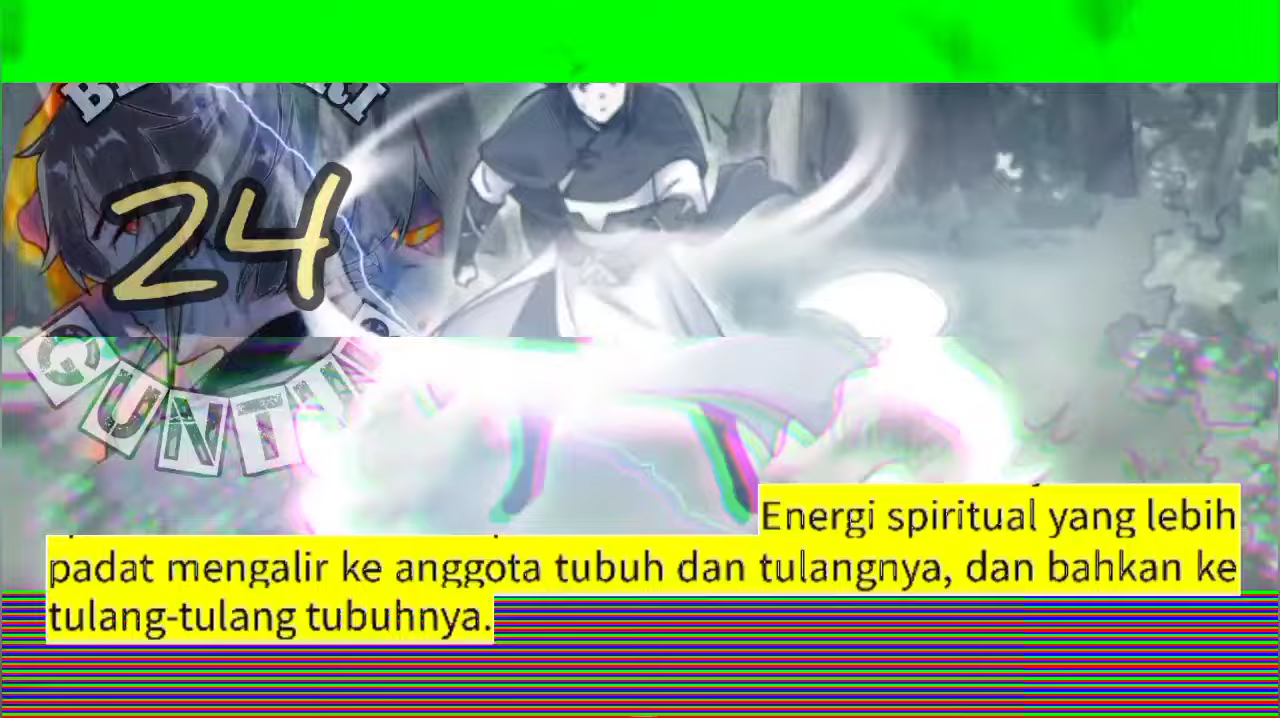 24
Energi spiritual yang lebih
padat mengalir ke anggota tubuh dan tulangnya, dan bahkan ke
tulang-tulang tubuhnya.